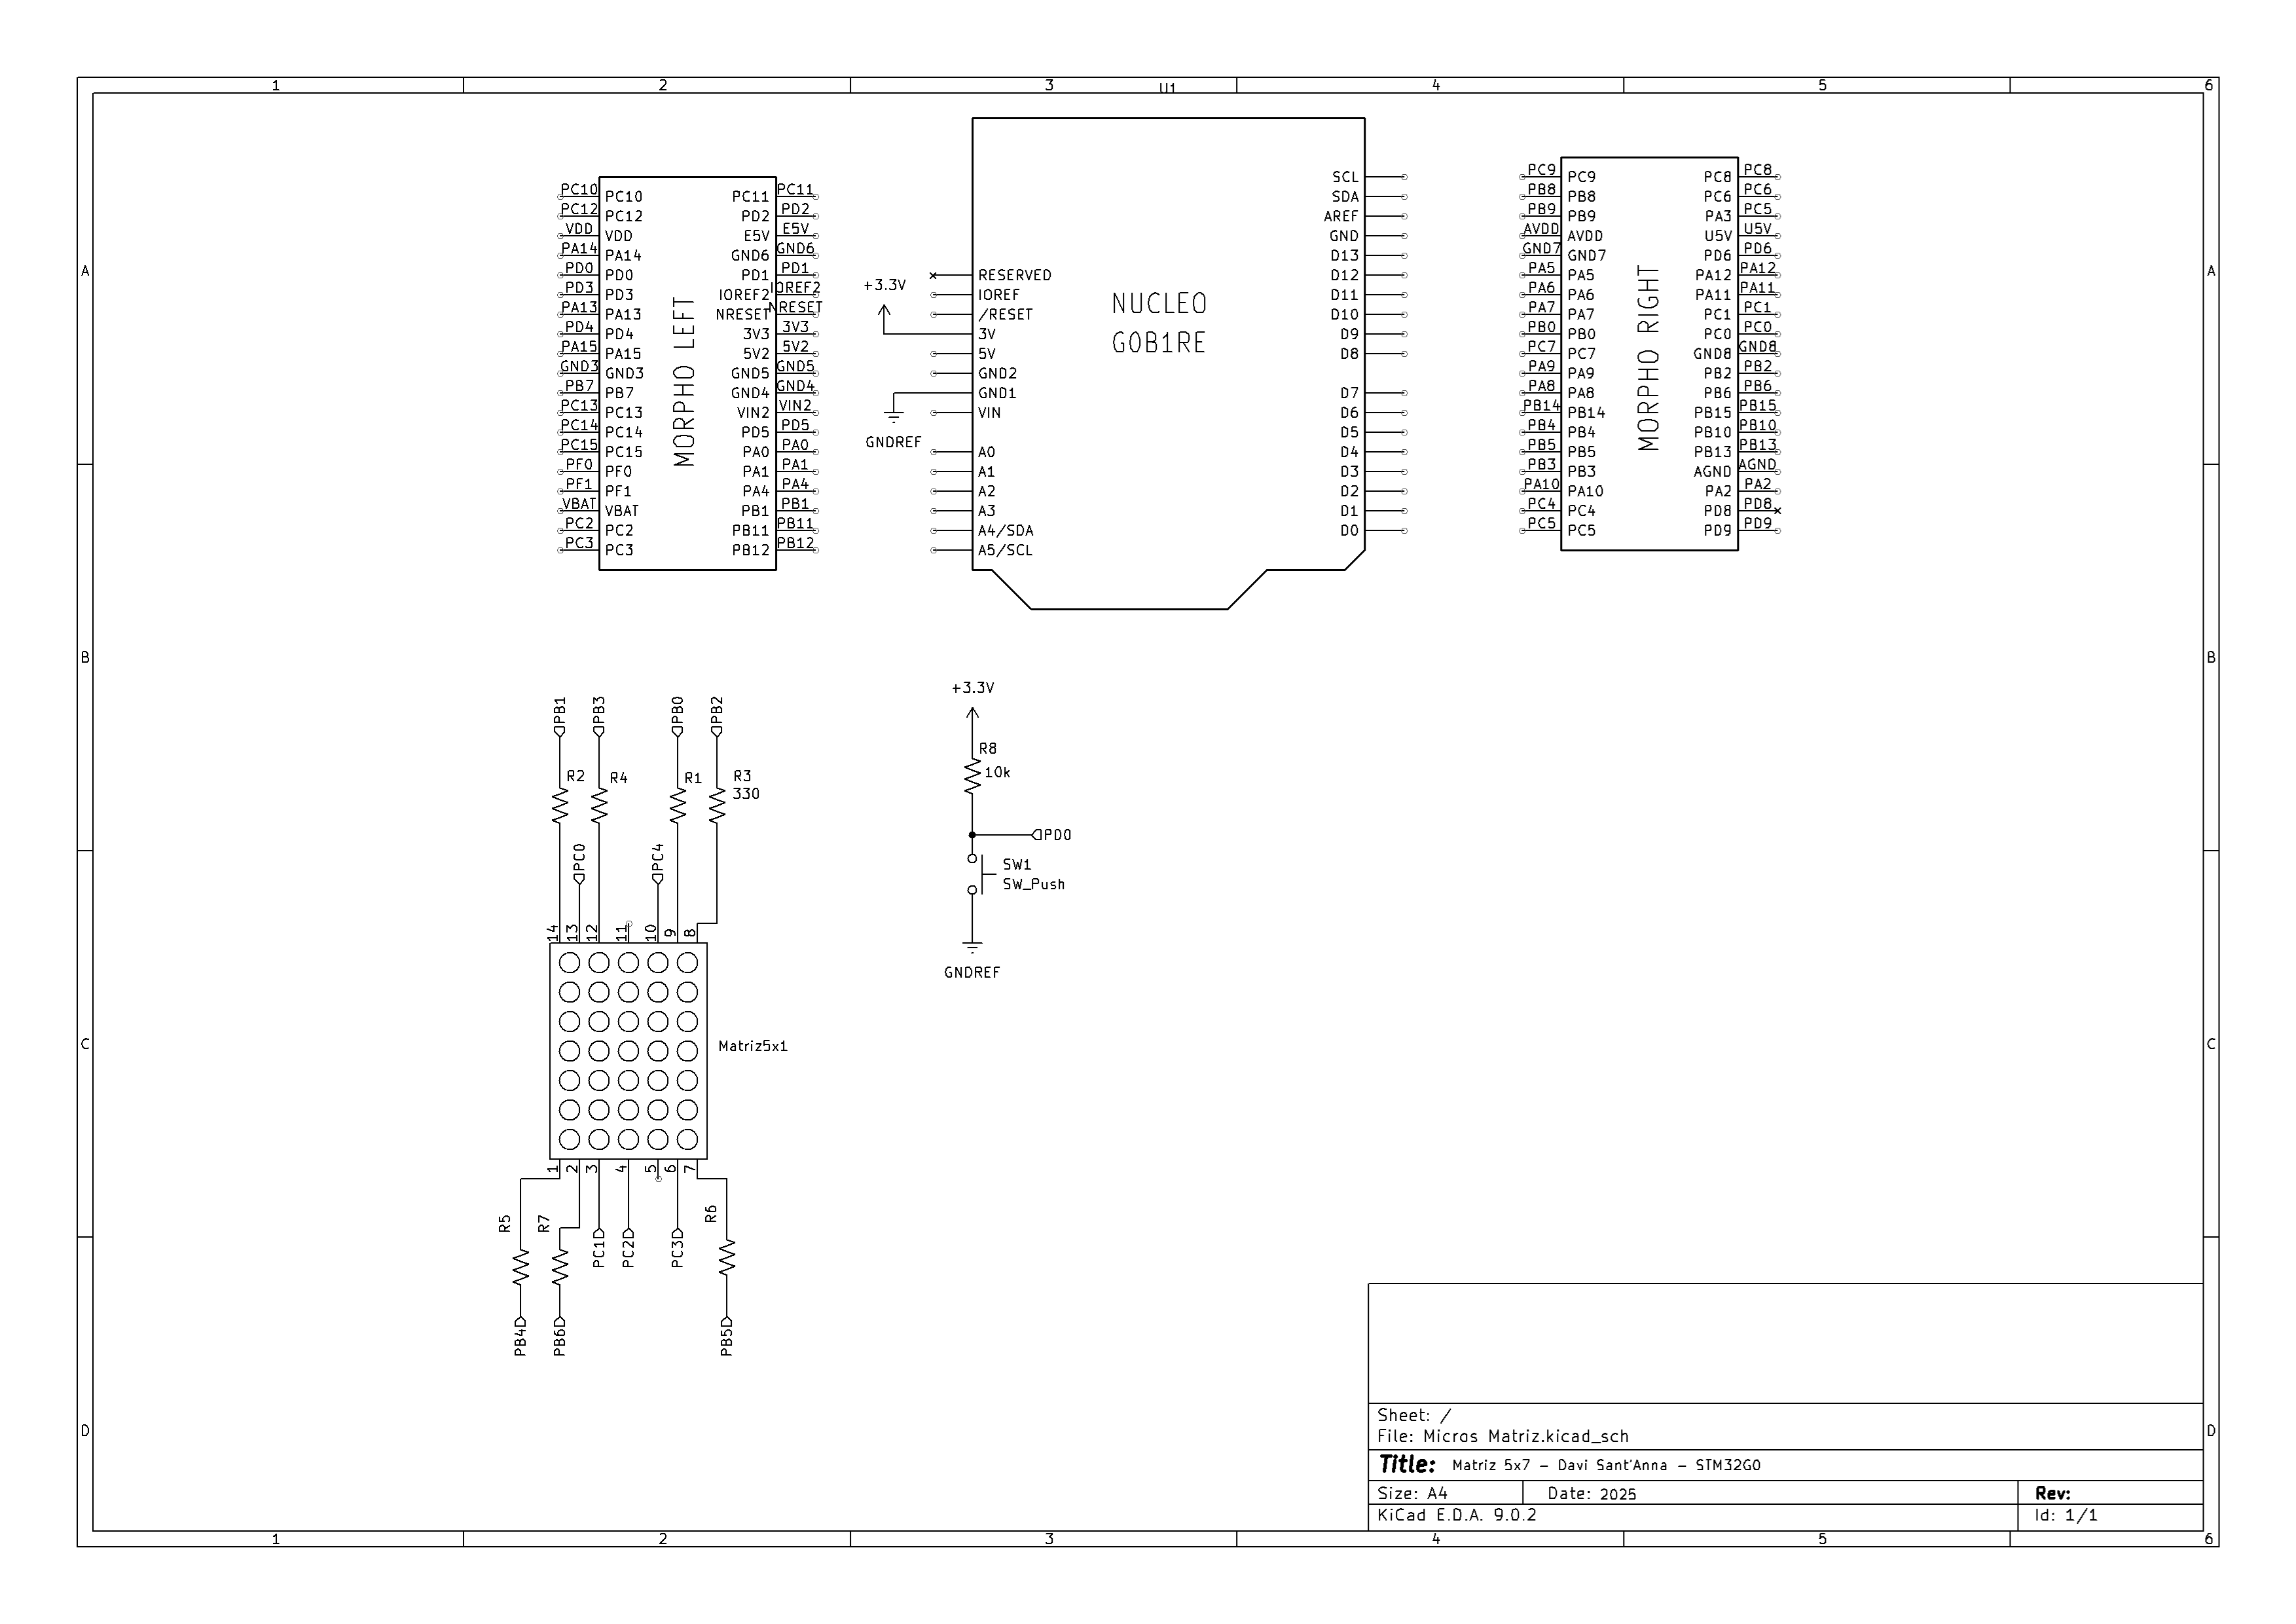 1 2 3 4 5 6
U1
A
B
C
D
A
B
C
D
PC10 PC10 PC11 PC11
PC12 PC12 PD2 PD2
VDD VDD E5V E5V
PA14 PA14 GND6 GND6
PD0 PD0 PD1 PD1
PD3 PD3 IOREF2 IOREF2
PA13 PA13 NRESET NRESET
PD4 PD4 3V3 3V3
PA15 PA15 5V2 5V2
GND3 GND3 GND5 GND5
PB7 PB7 GND4 GND4
PC13 PC13 VIN2 VIN2
PC14 PC14 PD5 PD5
PC15 PC15 PA0 PA0
PF0 PF0 PA1 PA1
PF1 PF1 PA4 PA4
VBAT VBAT PB1 PB1
PC2 PC2 PB11 PB11
PC3 PC3 PB12 PB12
MORPHO LEFT
+3.3V
GNDREF
RESERVED
IOREF
/RESET
3V
5V
GND2
GND1
VIN
A0
A1
A2
A3
A4/SDA
A5/SCL
NUCLEO
G0B1RE
SCL
SDA
AREF
GND
D13
D12
D11
D10
D9
D8
D7
D6
D5
D4
D3
D2
D1
D0
PC9 PC9 PC8 PC8
PB8 PB8 PC6 PC6
PB9 PB9 PA3 PC5
AVDD AVDD U5V U5V
GND7 GND7 PD6 PD6
PA5 PA5 PA12 PA12
PA6 PA6 PA11 PA11
PA7 PA7 PC1 PC1
PB0 PB0 PC0 PC0
PC7 PC7 GND8 GND8
PA9 PA9 PB2 PB2
PA8 PA8 PB6 PB6
PB14 PB14 PB15 PB15
PB4 PB4 PB10 PB10
PB5 PB5 PB13 PB13
PB3 PB3 AGND AGND
PA10 PA10 PA2 PA2
PC4 PC4 PD8 PD8
PC5 PC5 PD9 PD9
MORPHO RIGHT
PB1 PB3 PB0 PB2
R2 R4 R1 R3
330
PC0 PC4
14 13 12 11 10 9 8
Matriz5x1
1 2 3 4 5 6 7
R5 R7 R6
PC1 PC2 PC3
PB4 PB6 PB5
+3.3V
R8
10k
PD0
SW1
SW_Push
GNDREF
Sheet: /
File: Micros Matriz.kicad_sch
Title: Matriz 5x7 – Davi Sant'Anna – STM32G0
Size: A4 Date: 2025 Rev:
KiCad E.D.A. 9.0.2 Id: 1/1
1 2 3 4 5 6